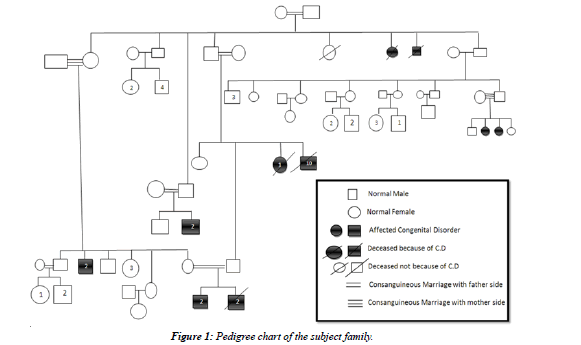 2 4
3
2 2 3 1
1 10
2
2 3
1 2
2 2
Normal Male
Normal Female
Affected Congenital Disorder
Deceased because of C.D
Deceased not because of C.D
Consanguineous Marriage with father side
Consanguineous Marriage with mother side
Figure 1: Pedigree chart of the subject family.